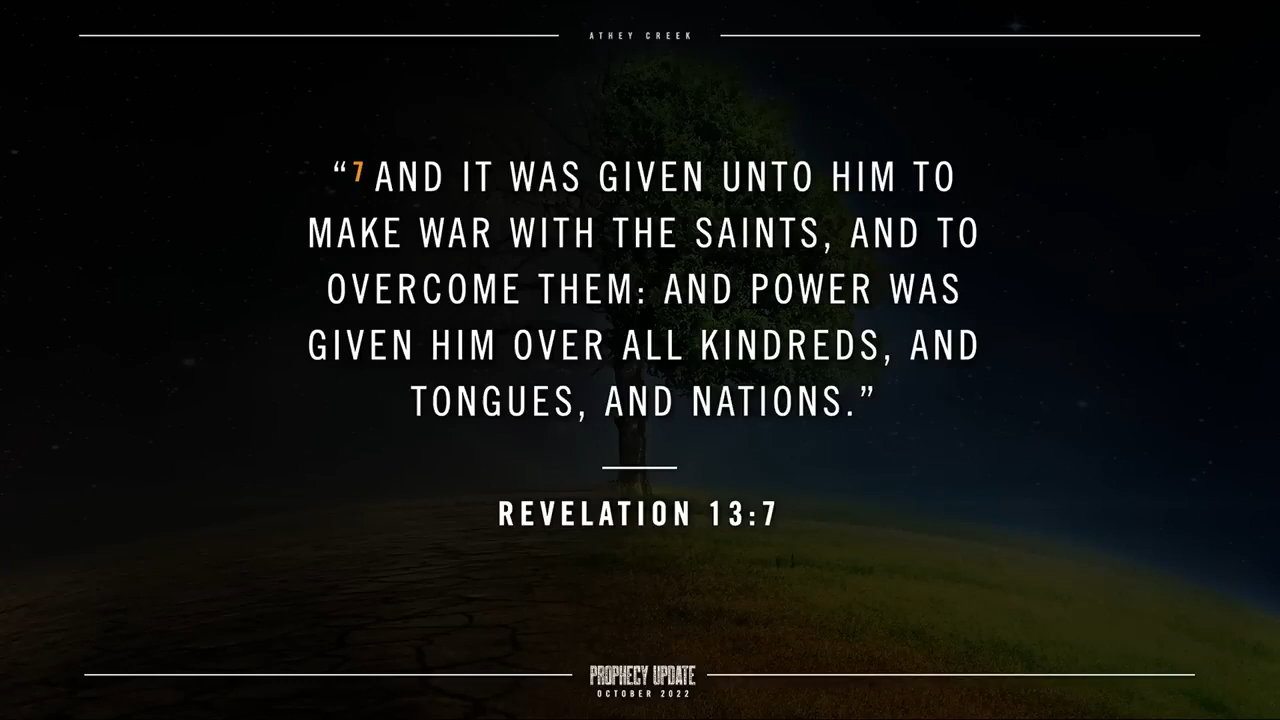 ATHEY CREEK
“7 AND IT WAS GIVEN UNTO HIM TO
MAKE WAR WITH THE SAINTS, AND TO
OVERCOME THEM: AND POWER WAS
GIVEN HIM OVER ALL KINDREDS, AND
TONGUES, AND NATIONS.”
REVELATION 13:7
PROPHECY UPDATE
OCTOBER 2022